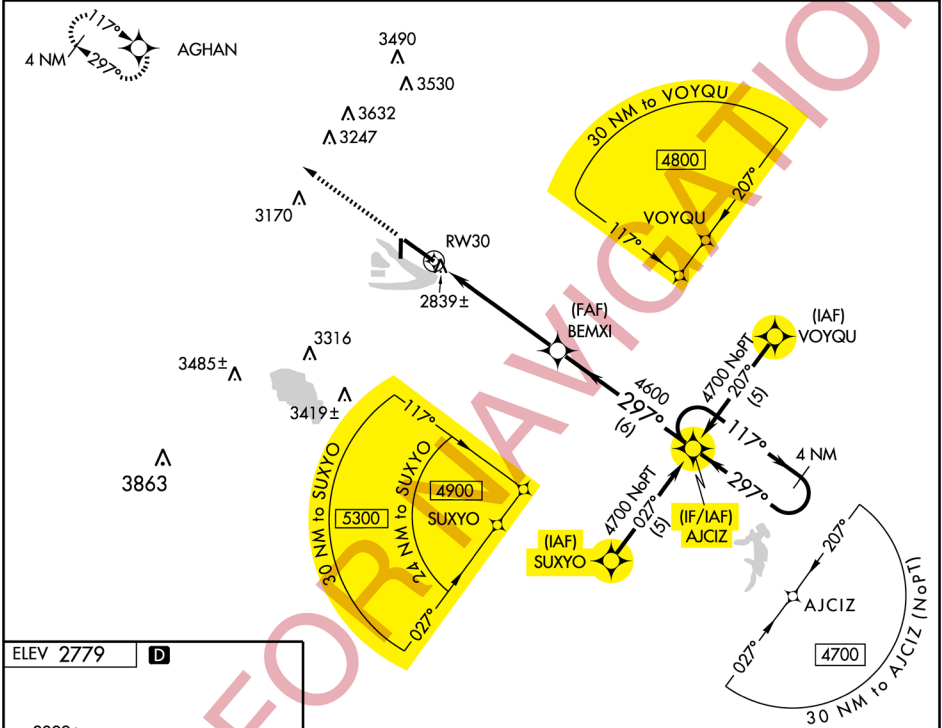 117°
4 NM
297°
AGHAN
3490
3530
3632
3247
3170
RW30
2839±
30 NM to VOYQU
4800
207°
VOYQU
117°
(FAF)
BEMXI
(IAF)
VOYQU
4700 NoPT
207°
(5)
4600
297°
(6)
117°
4 NM
297°
3316
3485±
3419±
3863
117°
30 NM to SUXYO
24 NM to SUXYO
4900
5300
SUXYO
027°
4700 NoPT
027°
(5)
(IF/IAF)
AJCIZ
(IAF)
SUXYO
207°
AJCIZ
027°
4700
30 NM to AJCIZ (NoPT)
ELEV 2779
D
FOR NAVIGATION